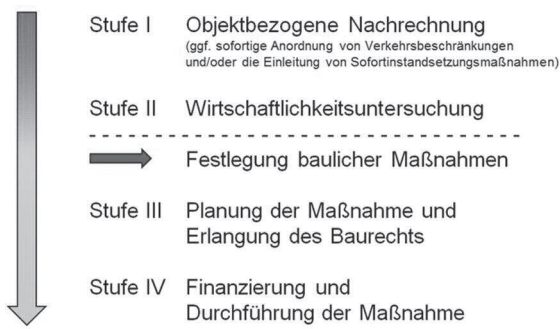 Stufe I Objektbezogene Nachrechnung
(ggf. sofortige Anordnung von Verkehrsbeschränkungen
und/oder die Einleitung von Sofortinstandsetzungsmaßnahmen)
Stufe II Wirtschaftlichkeitsuntersuchung
Festlegung baulicher Maßnahmen
Stufe III Planung der Maßnahme und
Erlangung des Baurechts
Stufe IV Finanzierung und
Durchführung der Maßnahme